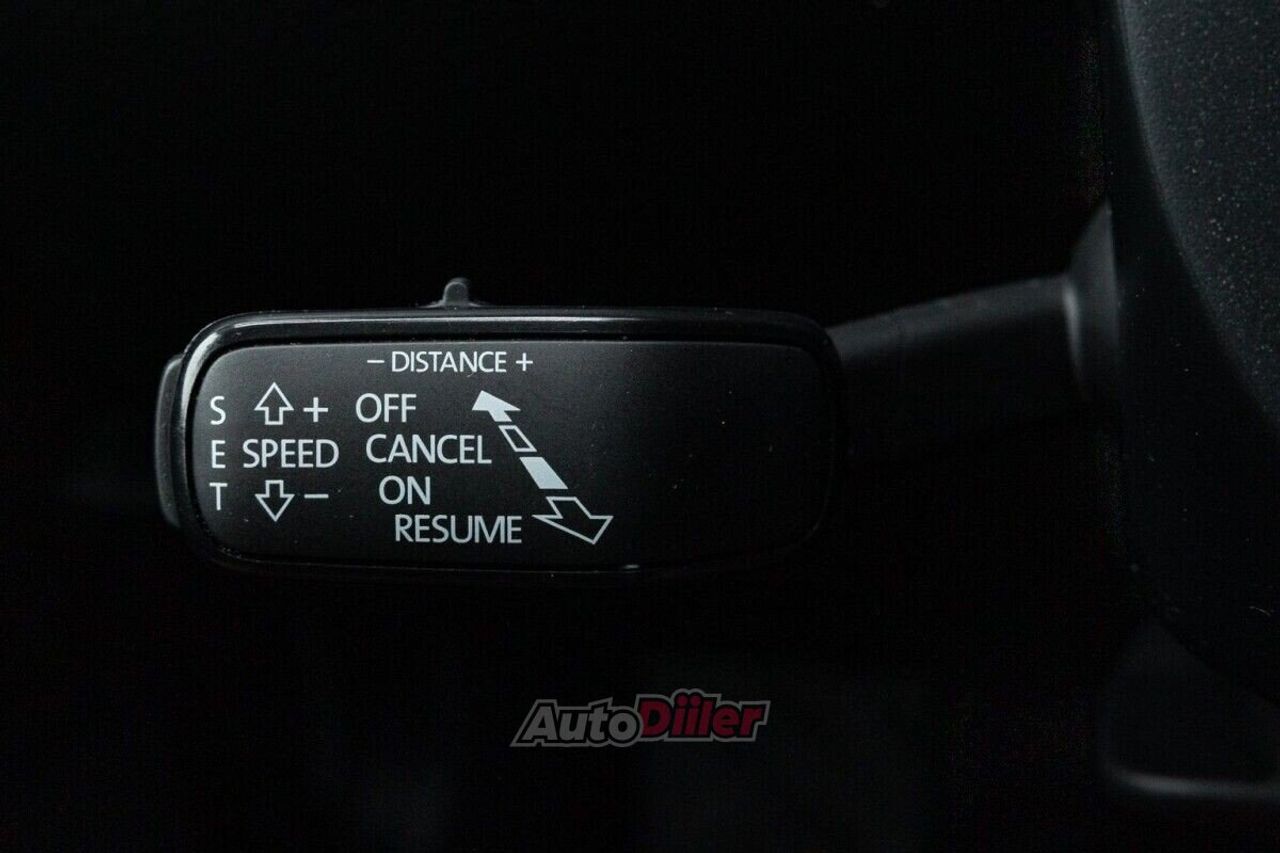 – DISTANCE +
S + OFF
E SPEED CANCEL
T – ON
RESUME
AutoDiiler